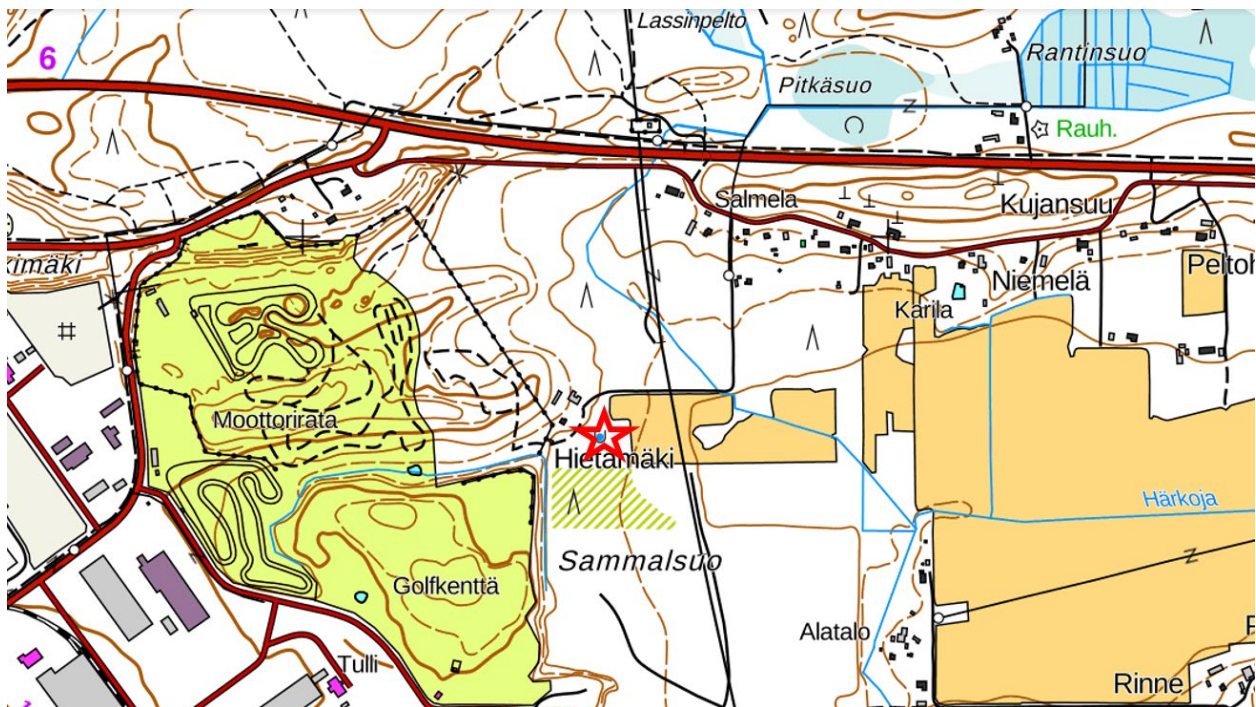 Lassinpelto
6
Rantinsuo
Pitkäsuo
Z
Z
Rauh.
Salmela
Kujansuu
kimäki
Peltoh
Niemelä
Z
Karila
Moottorirata
Hietamäki
Härkoja
Sammalsuo
Z
Golfkenttä
Alatalo
Tulli
Rinne